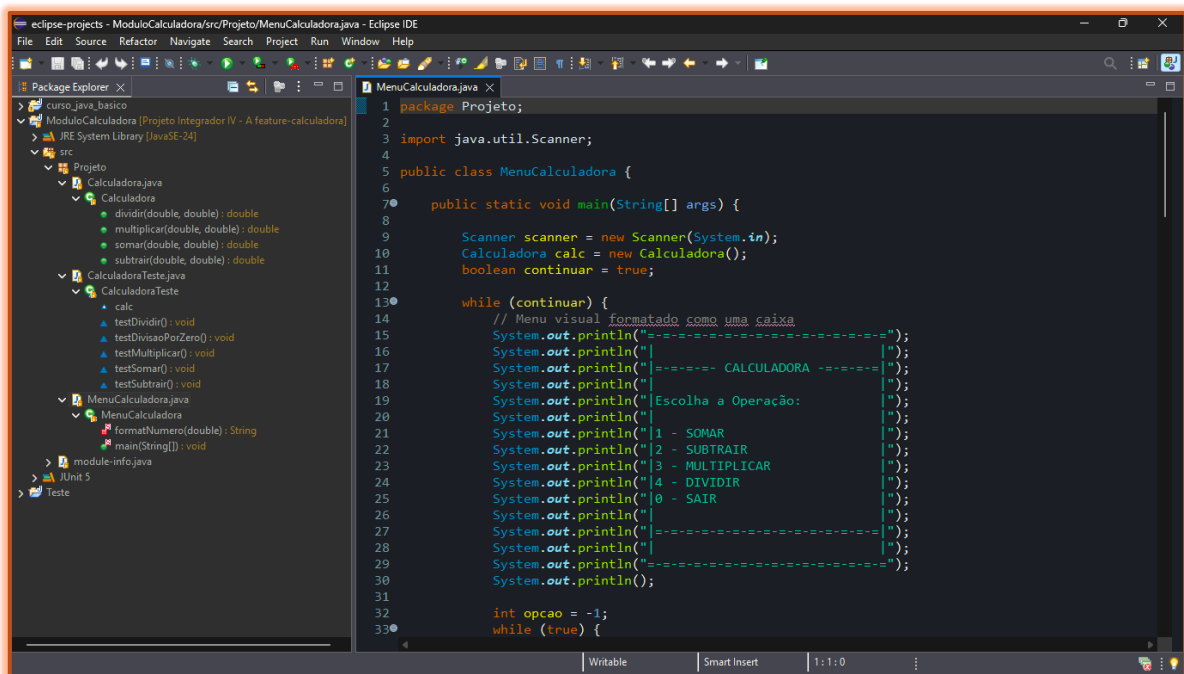 eclipse-projects - ModuloCalculadora/src/Projeto/MenuCalculadora.java - Eclipse IDE
File Edit Source Refactor Navigate Search Project Run Window Help
Package Explorer
curso_java_basico
ModuloCalculadora [Projeto Integrador IV - A feature-calculadora]
JRE System Library [JavaSE-24]
src
Projeto
Calculadora.java
Calculadora
dividir(double, double) : double
multiplicar(double, double) : double
somar(double, double) : double
subtrair(double, double) : double
CalculadoraTeste.java
CalculadoraTeste
calc
testDividir() : void
testDivisaoPorZero() : void
testMultiplicar() : void
testSomar() : void
testSubtrair() : void
MenuCalculadora.java
MenuCalculadora
formatNumero(double) : String
main(String[]) : void
module-info.java
JUnit 5
Teste
MenuCalculadora.java
1 package Projeto;
2
3 import java.util.Scanner;
4
5 public class MenuCalculadora {
6
7 public static void main(String[] args) {
8
9 Scanner scanner = new Scanner(System.in);
10 Calculadora calc = new Calculadora();
11 boolean continuar = true;
12
13 while (continuar) {
14 // Menu visual formatado como uma caixa
15 System.out.println("=-=-=-=-=-=-=-=-=-=-=-=-=-=-=-=");
16 System.out.println("|                              |");
17 System.out.println("|=-=-=-=- CALCULADORA -=-=-=-=|");
18 System.out.println("|                              |");
19 System.out.println("|Escolha a Operação:           |");
20 System.out.println("|                              |");
21 System.out.println("|1 - SOMAR                     |");
22 System.out.println("|2 - SUBTRAIR                  |");
23 System.out.println("|3 - MULTIPLICAR               |");
24 System.out.println("|4 - DIVIDIR                   |");
25 System.out.println("|0 - SAIR                      |");
26 System.out.println("|                              |");
27 System.out.println("|=-=-=-=-=-=-=-=-=-=-=-=-=-=-=|");
28 System.out.println("|                              |");
29 System.out.println("=-=-=-=-=-=-=-=-=-=-=-=-=-=-=-=");
30 System.out.println();
31
32 int opcao = -1;
33 while (true) {
Writable Smart Insert 1 : 1 : 0